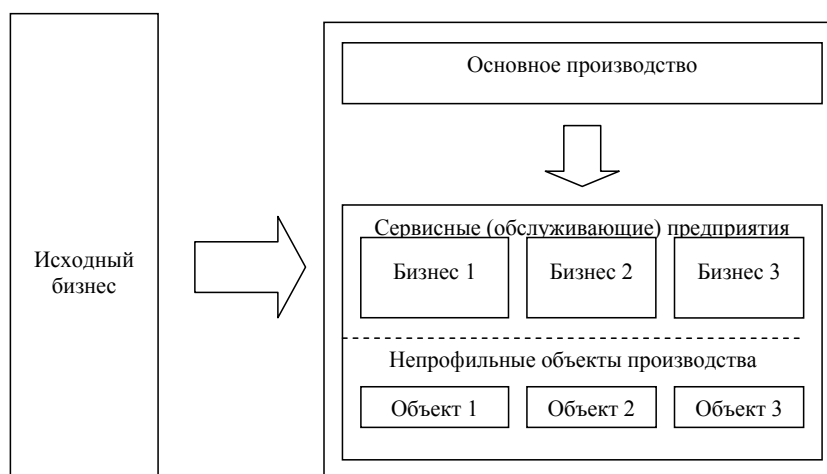 Исходный
бизнес
Основное производство
Сервисные (обслуживающие) предприятия
Бизнес 1
Бизнес 2
Бизнес 3
Непрофильные объекты производства
Объект 1
Объект 2
Объект 3